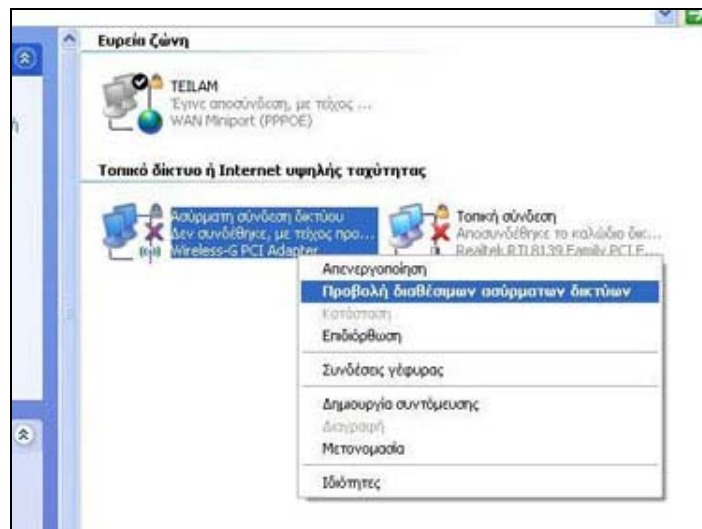 Ευρεία ζώνη
TEILAM
Έγινε αποσύνδεση, με τείχος ...
WAN Miniport (PPPOE)
Τοπικό δίκτυο ή Internet υψηλής ταχύτητας
Ασύρματη σύνδεση δικτύου
Δεν συνδέθηκε, με τείχος προ...
Wireless-G PCI Adapter
Τοπική σύνδεση
Αποσυνδέθηκε το καλώδιο δικ...
Realtek RTL8139 Family PCI F...
Απενεργοποίηση
Προβολή διαθέσιμων ασύρματων δικτύων
Κατάσταση
Επιδιόρθωση
Συνδέσεις γέφυρας
Δημιουργία συντόμευσης
Διαγραφή
Μετονομασία
Ιδιότητες